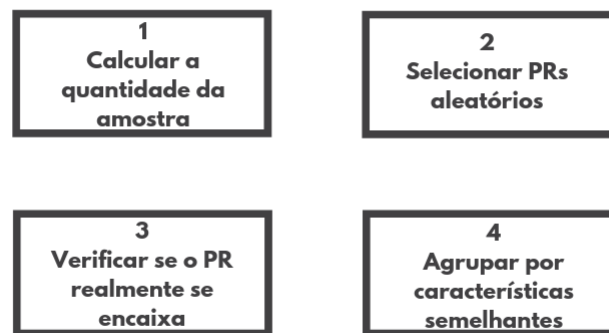 1
Calcular a
quantidade da
amostra
2
Selecionar PRs
aleatórios
3
Verificar se o PR
realmente se
encaixa
4
Agrupar por
características
semelhantes